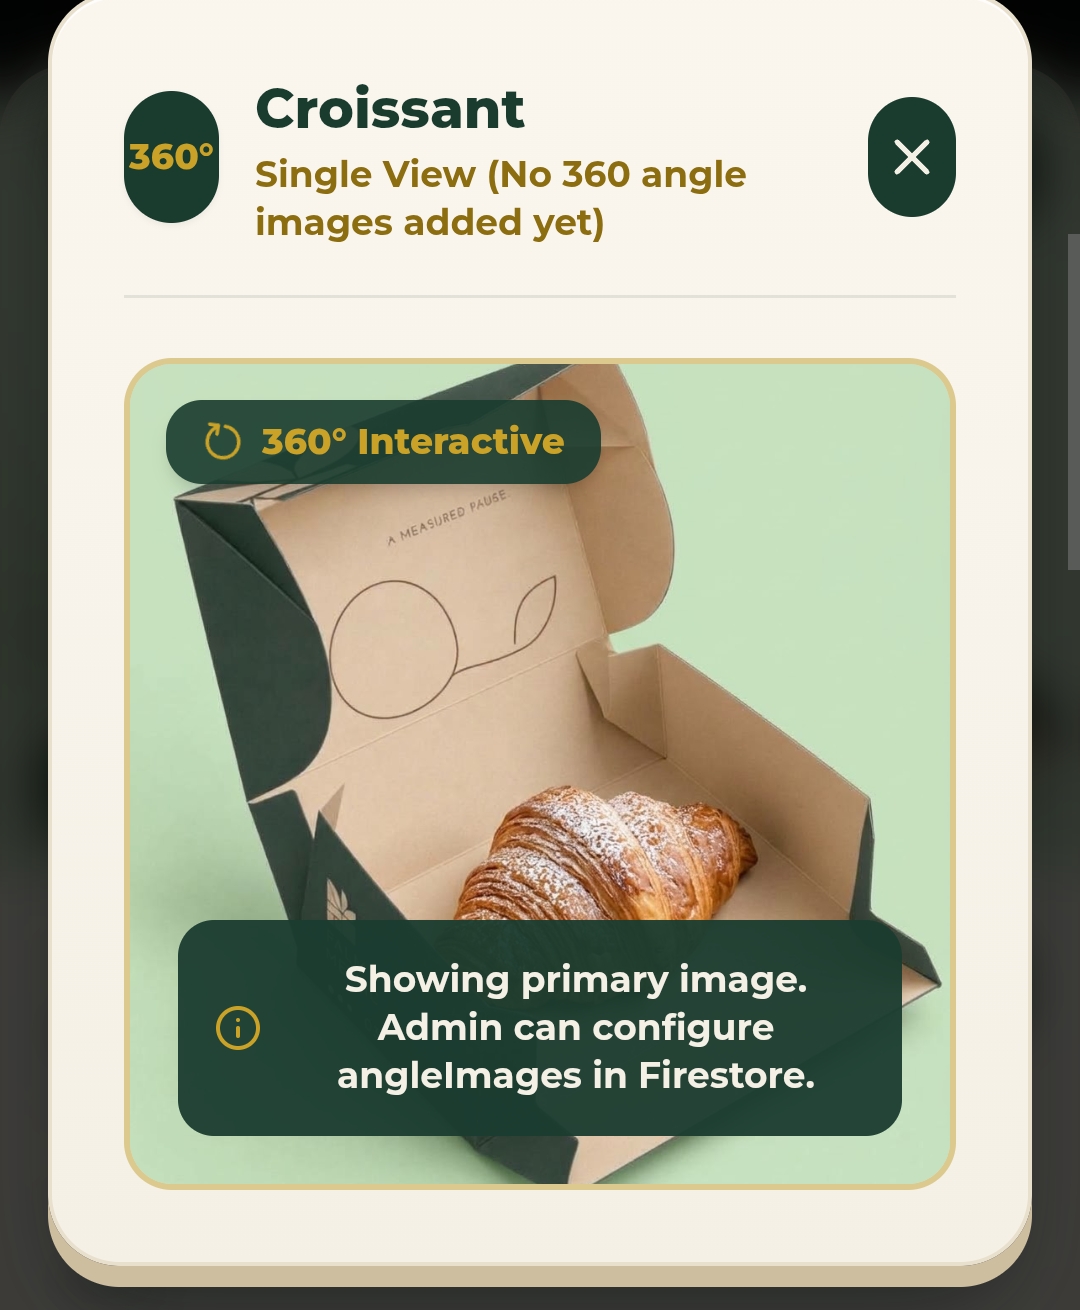 360°
Croissant
Single View (No 360 angle
images added yet)
360° Interactive
A MEASURED PAUSE.
Showing primary image.
Admin can configure
angleImages in Firestore.